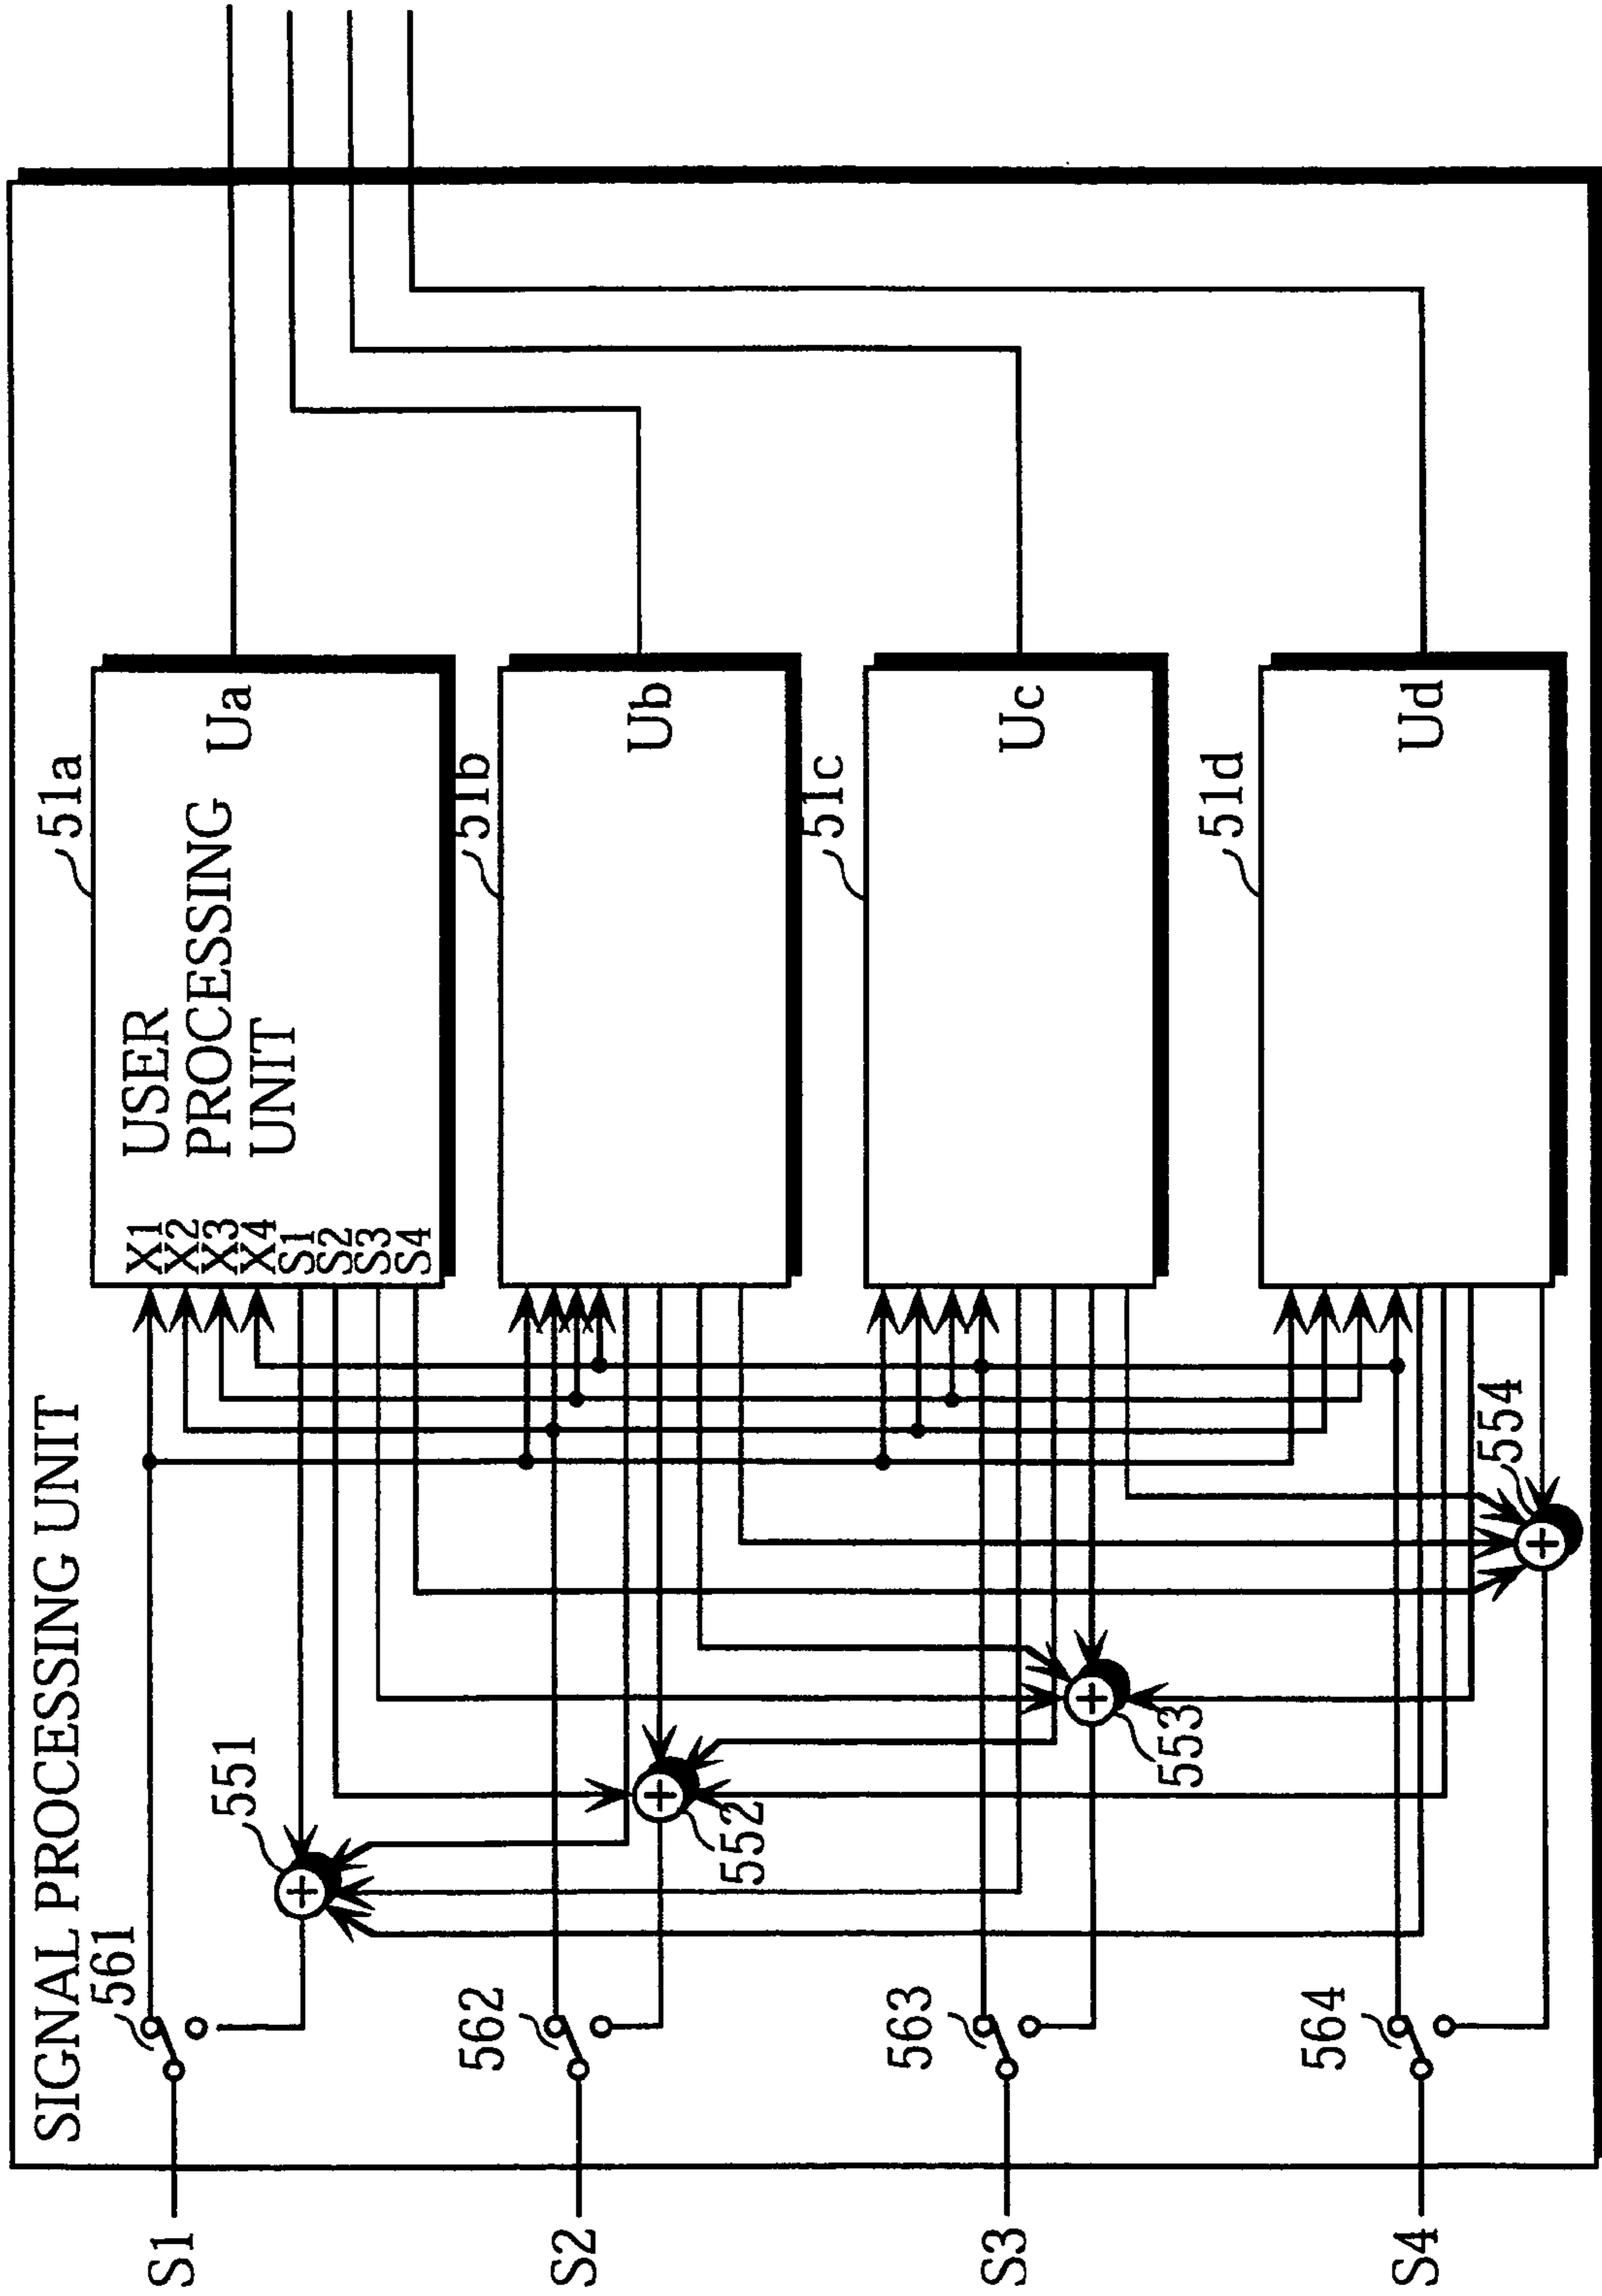 SIGNAL PROCESSING UNIT
51a
USER
PROCESSING
UNIT
Ua
X1
X2
X3
X4
S1
S2
S3
S4
51b
Ub
51c
Uc
51d
Ud
551
552
553
554
561
562
563
564
S1
S2
S3
S4